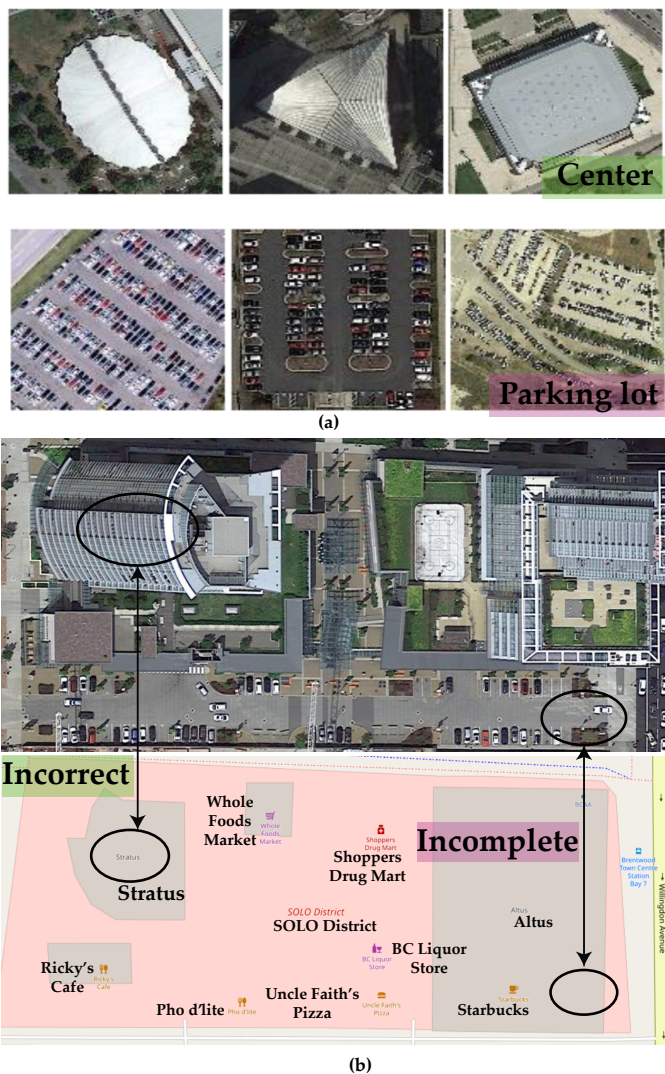 Center
Parking lot
(a)
Incorrect
Incomplete
Whole
Foods
Market
Whole
Foods
Market
BCAA
Shoppers
Drug Mart
Shoppers
Drug Mart
Brentwood
Town Centre
Station
Bay 7
Stratus
Stratus
Willingdon Avenue
SOLO District
SOLO District
Altus
Altus
BC Liquor
Store
BC Liquor
Store
Ricky's
Cafe
Ricky's
Cafe
Pho d'lite
Pho d'lite
Uncle Faith's
Pizza
Uncle Faith's
Pizza
Starbucks
Starbucks
(b)